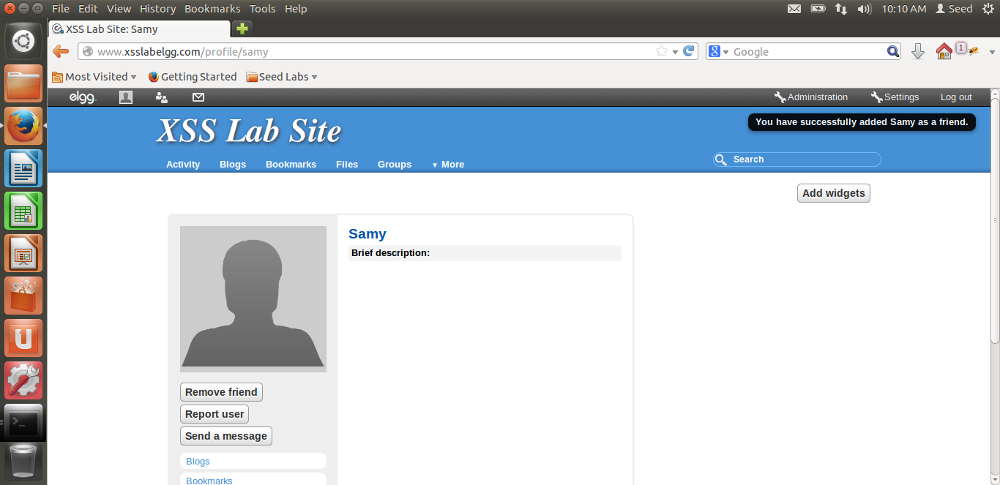 File Edit View History Bookmarks Tools Help
10:10 AM Seed
XSS Lab Site: Samy
www.xsslabelgg.com/profile/samy
8 Google
1
Most Visited Getting Started Seed Labs
elgg.
Administration Settings Log out
XSS Lab Site
You have successfully added Samy as a friend.
Activity Blogs Bookmarks Files Groups ▼ More
Search
Add widgets
Samy
Brief description:
Remove friend
Report user
Send a message
Blogs
Bookmarks